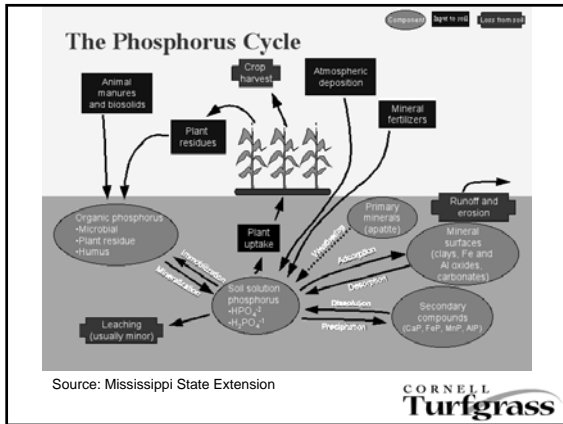 Component
Input to soil
Loss from soil
The Phosphorus Cycle
Crop
harvest
Atmospheric
deposition
Animal
manures
and biosolids
Mineral
fertilizers
Plant
residues
Primary
minerals
(apatite)
Runoff and
erosion
Organic phosphorus
•Microbial
•Plant residue
•Humus
Plant
uptake
Weathering
Adsorption
Mineral
surfaces
(clays, Fe and
Al oxides,
carbonates)
Immobilization
Mineralization
Desorption
Soil solution
phosphorus
•HPO₄⁻²
•H₂PO₄⁻¹
Dissolution
Precipitation
Secondary
compounds
(CaP, FeP, MnP, AlP)
Leaching
(usually minor)
Source: Mississippi State Extension
CORNELL
Turfgrass